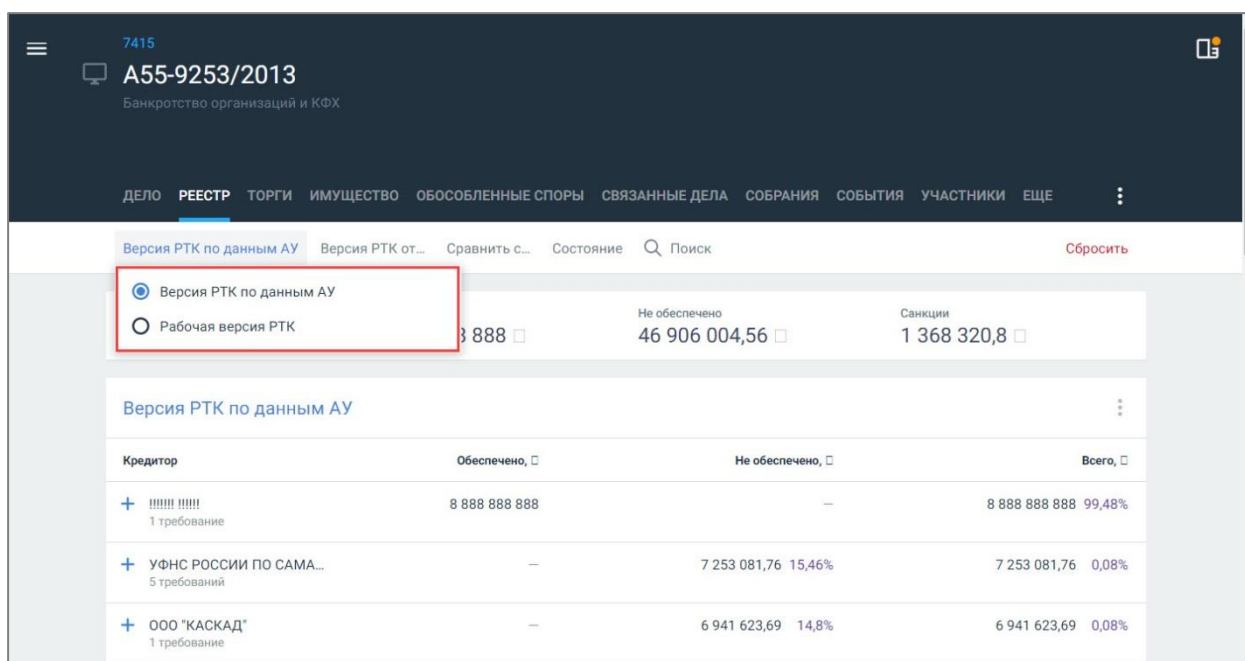 7415
А55-9253/2013
Банкротство организаций и КФХ
ДЕЛО РЕЕСТР ТОРГИ ИМУЩЕСТВО ОБОСОБЛЕННЫЕ СПОРЫ СВЯЗАННЫЕ ДЕЛА СОБРАНИЯ СОБЫТИЯ УЧАСТНИКИ ЕЩЕ
Версия РТК по данным АУ Версия РТК от... Сравнить с... Состояние Поиск Сбросить
Версия РТК по данным АУ
Рабочая версия РТК
888 Не обеспечено Санкции
46 906 004,56 1 368 320,8
Версия РТК по данным АУ
Кредитор Обеспечено, Не обеспечено, Всего,
!!!!!!! !!!!!! 8 888 888 888 — 8 888 888 888 99,48%
1 требование
УФНС РОССИИ ПО САМА... — 7 253 081,76 15,46% 7 253 081,76 0,08%
5 требований
ООО "КАСКАД" — 6 941 623,69 14,8% 6 941 623,69 0,08%
1 требование